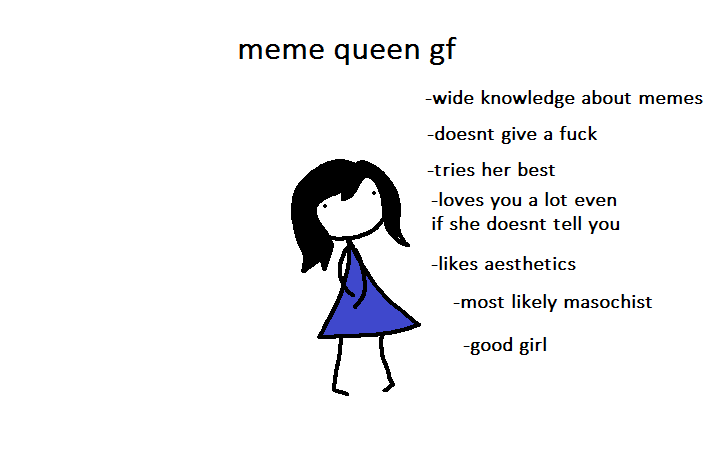 meme queen gf
-wide knowledge about memes
-doesnt give a fuck
-tries her best
-loves you a lot even
if she doesnt tell you
-likes aesthetics
-most likely masochist
-good girl